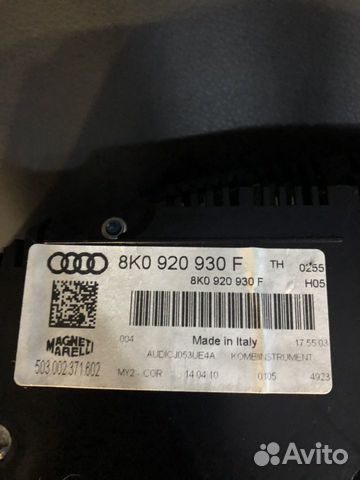 8K0 920 930 F TH 0255
8K0 920 930 F H05
004 Made in Italy 17:55:03
MAGNETI MARELLI AUDICJ053UE4A KOMBIINSTRUMENT
503.002.371.602 MY2 - COR 14 04 10 0105 4923
Avito